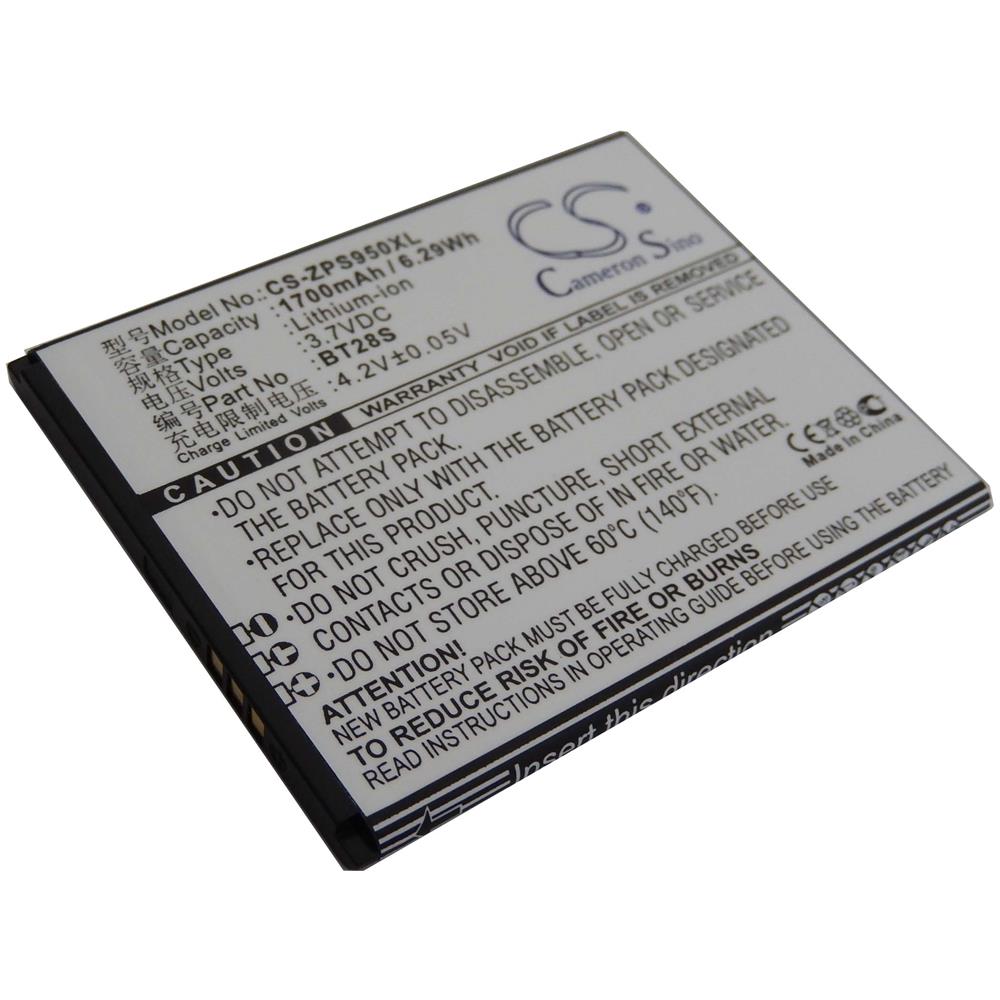 CS
Cameron Sino
型号Model No.: CS-ZPS950XL
容量Capacity : 1700mAh / 6.29Wh
规格Type : Lithium-ion
电压Volts : 3.7VDC
编号Part No : BT28S
充电限制电压: 4.2V±0.05V
Charge Limited Volts
CAUTION
WARRANTY VOID IF REMOVE COVER
•DO NOT ATTEMPT TO DISASSEMBLE, OPEN OR SERVICE
THE BATTERY PACK.
•REPLACE ONLY WITH THE BATTERY PACK DESIGNATED
FOR THIS PRODUCT.
•DO NOT CRUSH, PUNCTURE, SHORT EXTERNAL
CONTACTS OR DISPOSE OF IN FIRE OR WATER.
•DO NOT STORE ABOVE 60°C (140°F)
CE
Made in China
ATTENTION!
NEW BATTERY PACK MUST BE FULLY CHARGED BEFORE USE
TO REDUCE RISK OF FIRE OR BURNS
READ INSTRUCTIONS GUIDE BEFORE OPERATING THE BATTERY
Insert this direction